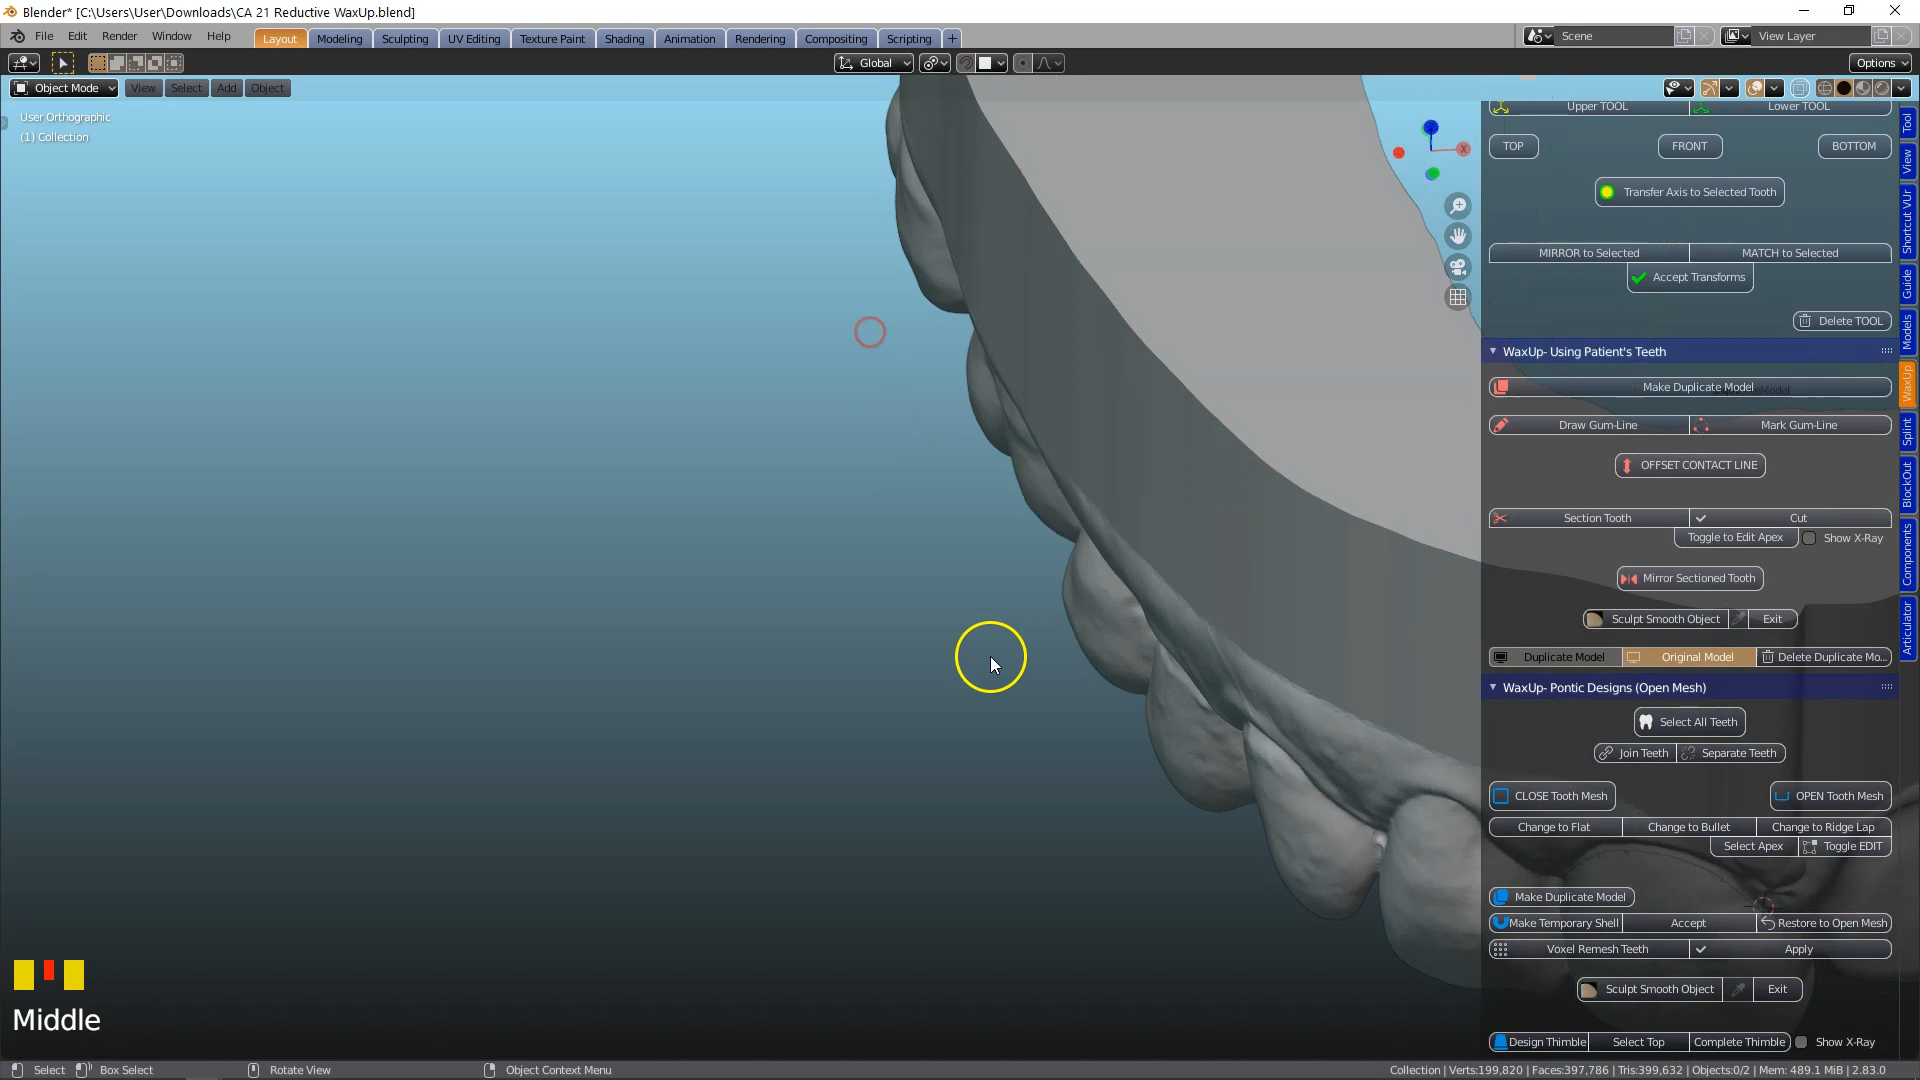 Blender* [C:\Users\User\Downloads\CA 21 Reductive WaxUp.blend]
File Edit Render Window Help Layout Modeling Sculpting UV Editing Texture Paint Shading Animation Rendering Compositing Scripting + Scene View Layer
Global Options
Object Mode View Select Add Object
User Orthographic
(1) Collection
Upper TOOL Lower TOOL
TOP FRONT BOTTOM
Transfer Axis to Selected Tooth
MIRROR to Selected MATCH to Selected
Accept Transforms
Delete TOOL
WaxUp- Using Patient's Teeth
Make Duplicate Model
Draw Gum-Line Mark Gum-Line
OFFSET CONTACT LINE
Section Tooth Cut
Toggle to Edit Apex Show X-Ray
Mirror Sectioned Tooth
Sculpt Smooth Object Exit
Duplicate Model Original Model Delete Duplicate Mo...
WaxUp- Pontic Designs (Open Mesh)
Select All Teeth
Join Teeth Separate Teeth
CLOSE Tooth Mesh OPEN Tooth Mesh
Change to Flat Change to Bullet Change to Ridge Lap
Select Apex Toggle EDIT
Make Duplicate Model
Make Temporary Shell Accept Restore to Open Mesh
Voxel Remesh Teeth Apply
Sculpt Smooth Object Exit
Design Thimble Select Top Complete Thimble Show X-Ray
Tool
View
Shortcut VUr
Guide
Models
WaxUp
Splint
BlockOut
Components
Articulator
X
Middle
Select Box Select Rotate View Object Context Menu Collection | Verts:199,820 | Faces:397,786 | Tris:399,632 | Objects:0/2 | Mem: 489.1 MiB | 2.83.0